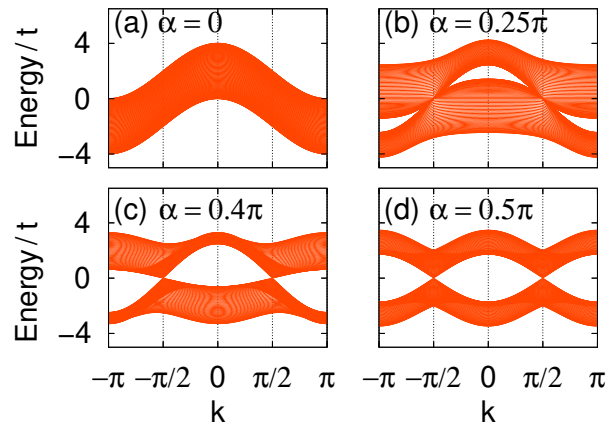 (a) α = 0
(b) α = 0.25π
Energy/t
4
0
−4
(c) α = 0.4π
(d) α = 0.5π
Energy/t
4
0
−4
−π −π/2 0 π/2 π
−π −π/2 0 π/2 π
k
k